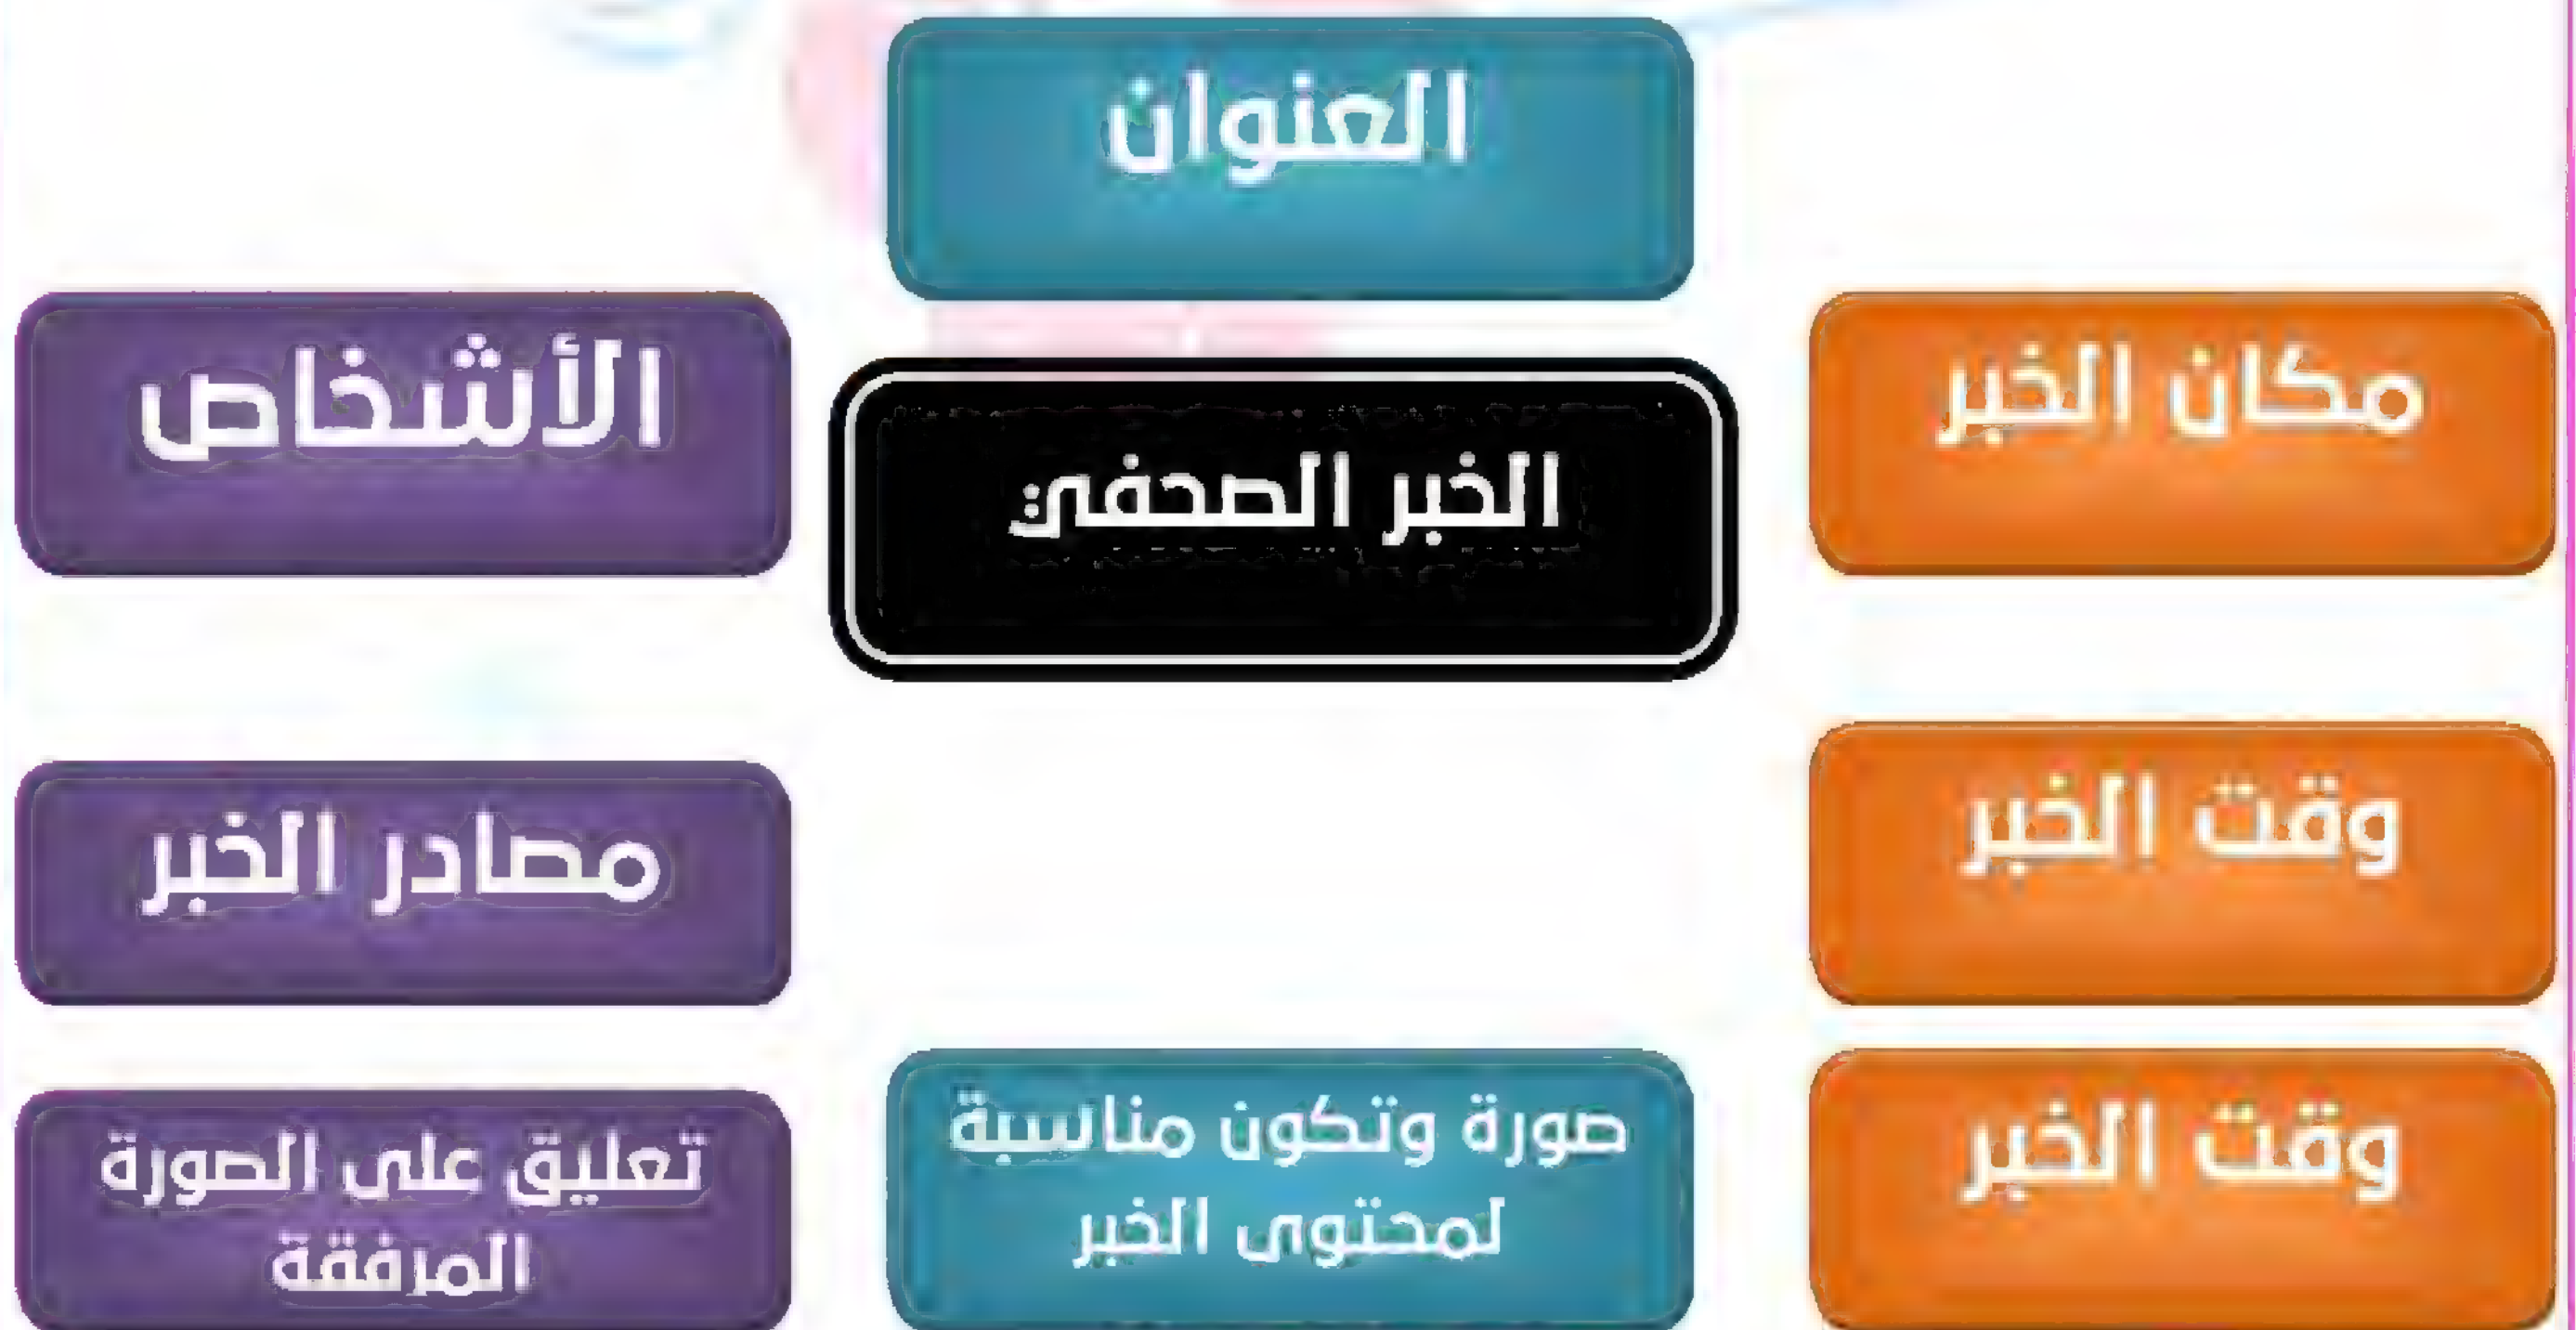 العنوان
مكان الخبر
الأشخاص
الخبر الصحفي
وقت الخبر
مصادر الخبر
وقت الخبر
صورة وتكون مناسبة
لمحتوى الخبر
تعليق على الصورة
المرفقة